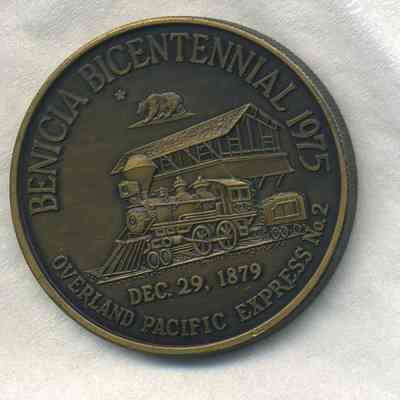 BENICIA BICENTENNIAL 1975
DEC. 29, 1879
OVERLAND PACIFIC EXPRESS No. 2